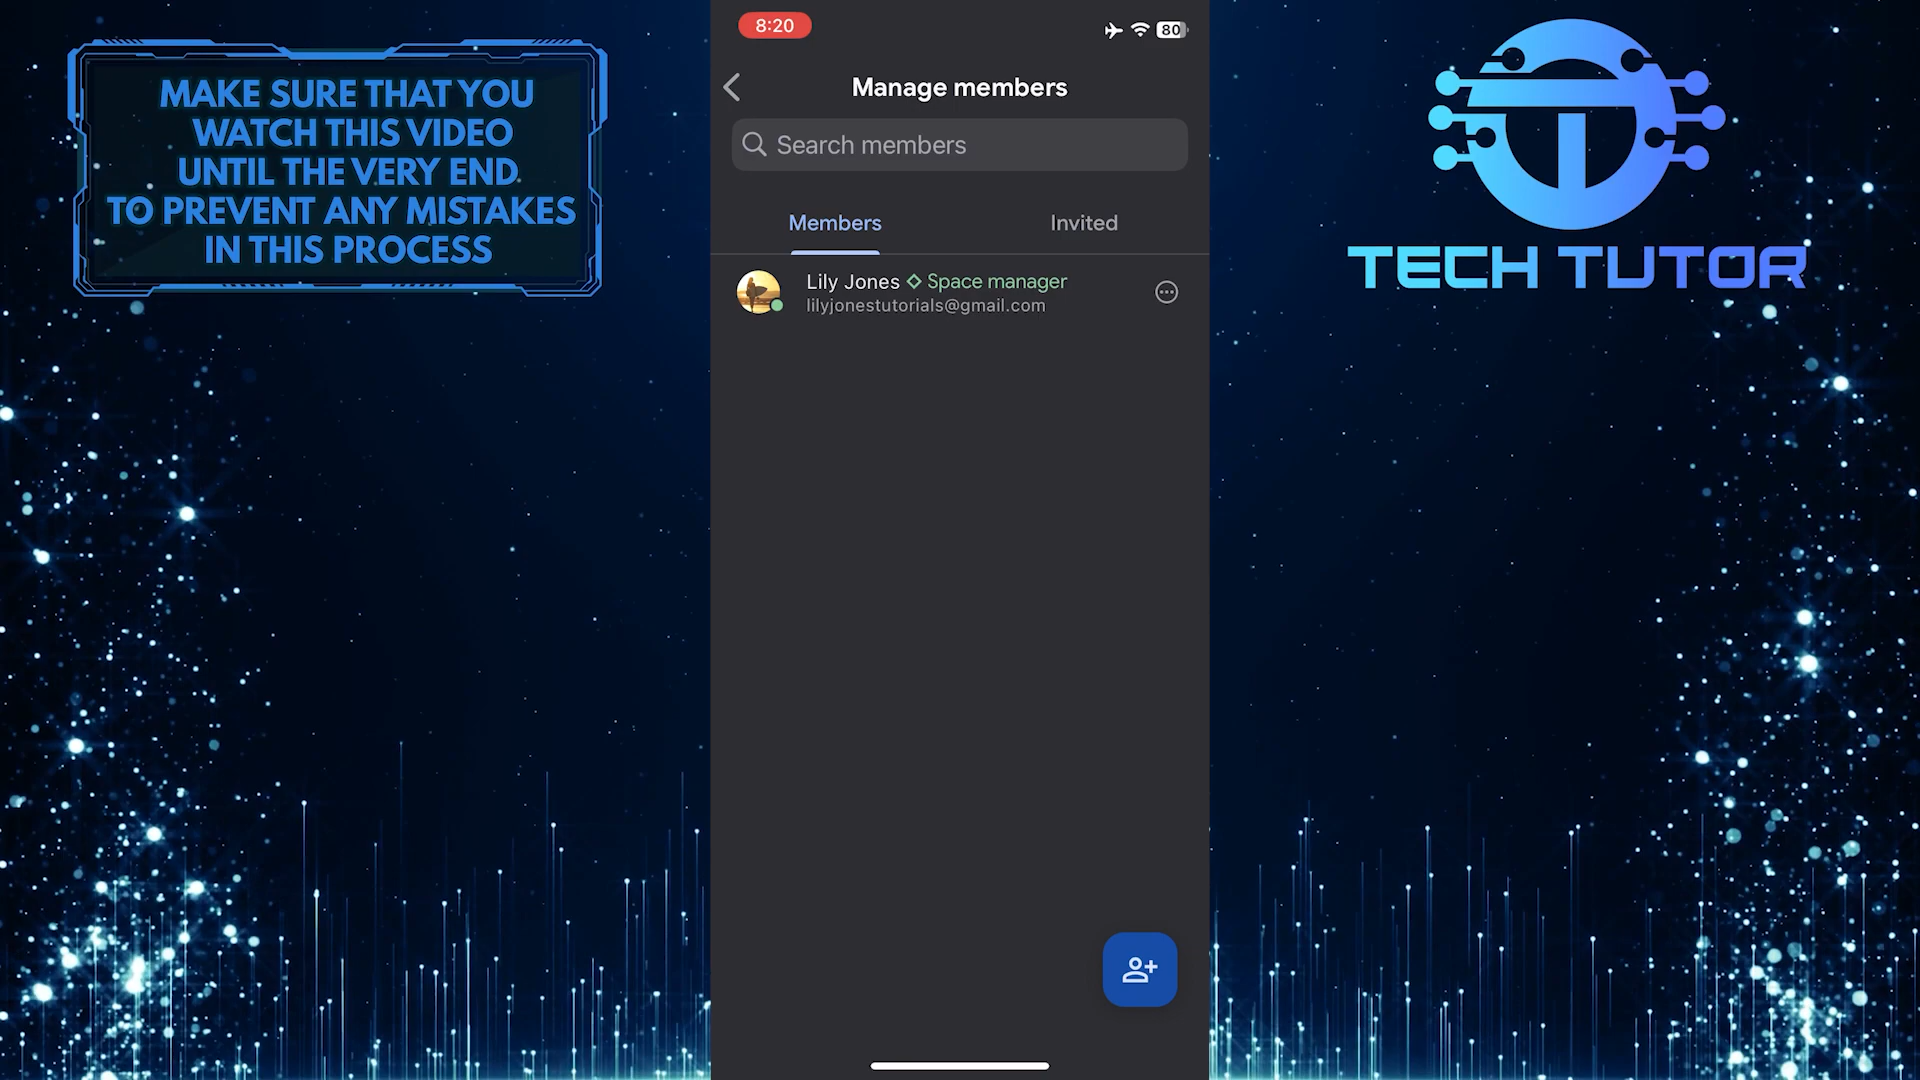 MAKE SURE THAT YOU
WATCH THIS VIDEO
UNTIL THE VERY END
TO PREVENT ANY MISTAKES
IN THIS PROCESS
8:20
80
Manage members
Search members
Members
Invited
Lily Jones Space manager
lilyjonestutorials@gmail.com
TECH TUTOR